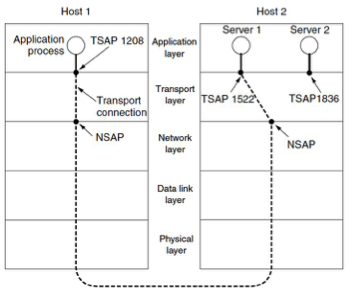 Host 1
Host 2
Server 1
Server 2
Application
process
TSAP 1208
Application
layer
Transport
connection
Transport
layer
TSAP 1522
TSAP1836
NSAP
Network
layer
NSAP
Data link
layer
Physical
layer